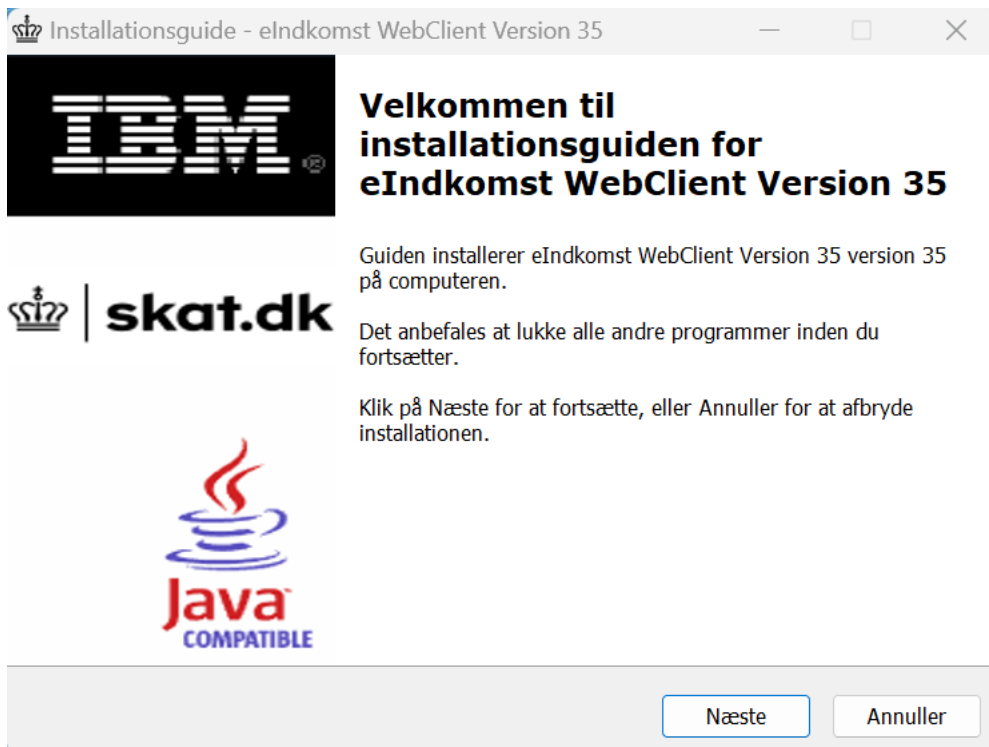 Installationsguide - eIndkomst WebClient Version 35
IBM®
Velkommen til
installationsguiden for
eIndkomst WebClient Version 35
Guiden installerer eIndkomst WebClient Version 35 version 35
på computeren.
skat.dk
Det anbefales at lukke alle andre programmer inden du
fortsætter.
Klik på Næste for at fortsætte, eller Annuller for at afbryde
installationen.
Java
COMPATIBLE
Næste
Annuller